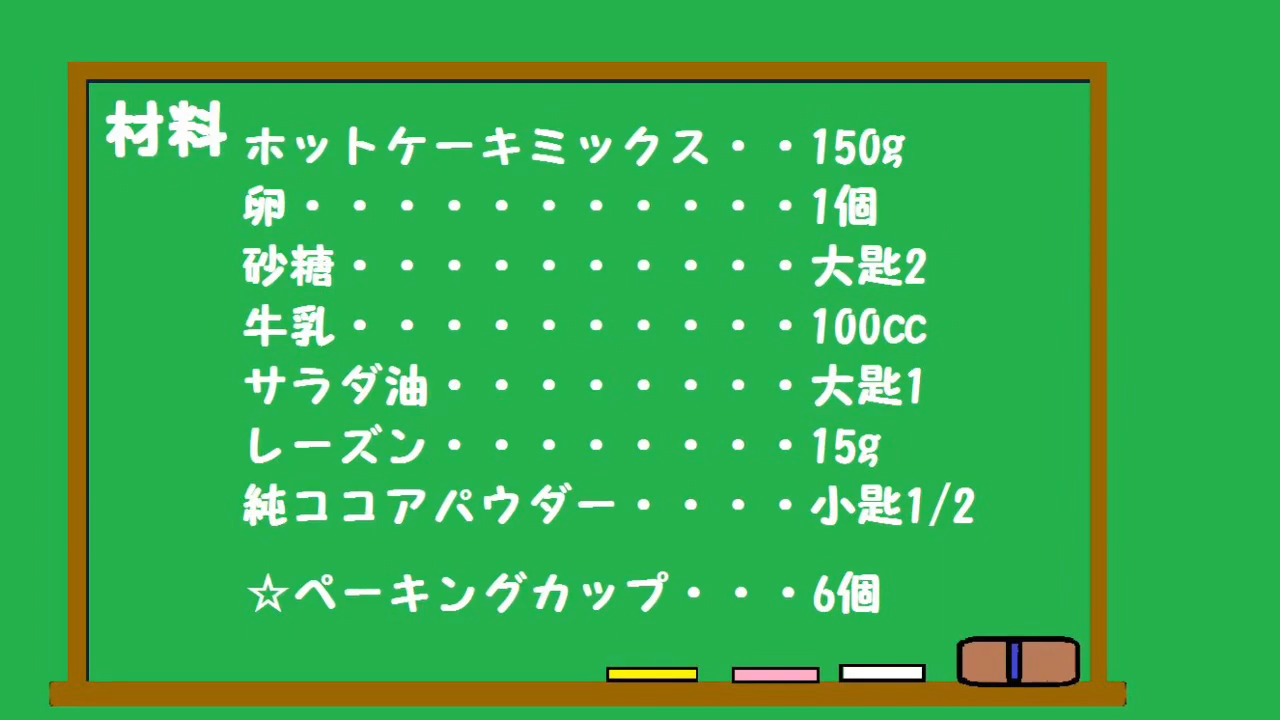 材料
ホットケーキミックス・・150g
卵・・・・・・・・・・・1個
砂糖・・・・・・・・・・大匙2
牛乳・・・・・・・・・・100cc
サラダ油・・・・・・・・大匙1
レーズン・・・・・・・・15g
純ココアパウダー・・・・小匙1/2
☆ペーキングカップ・・・6個